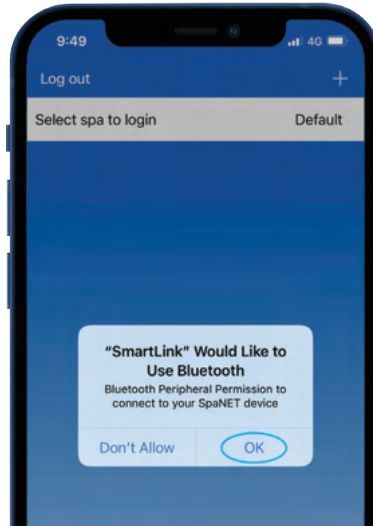 9:49 4G
Log out +
Select spa to login Default
“SmartLink” Would Like to
Use Bluetooth
Bluetooth Peripheral Permission to
connect to your SpaNET device
Don't Allow OK